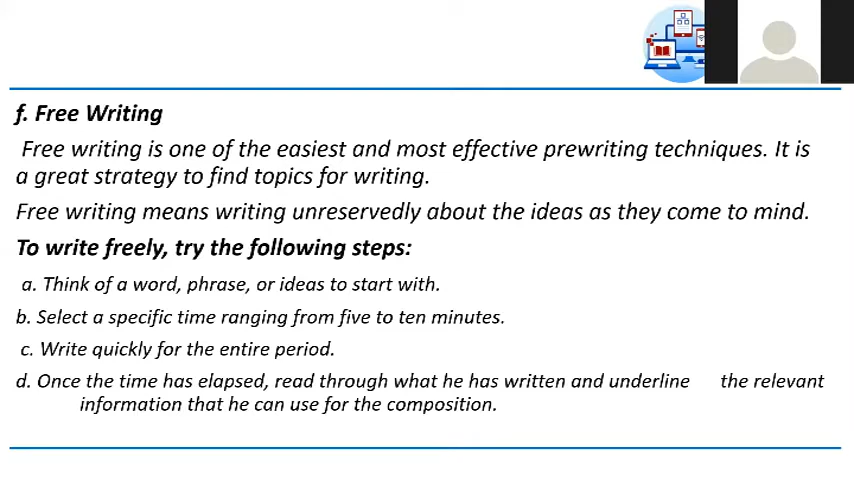 f. Free Writing
Free writing is one of the easiest and most effective prewriting techniques. It is
a great strategy to find topics for writing.
Free writing means writing unreservedly about the ideas as they come to mind.
To write freely, try the following steps:
a. Think of a word, phrase, or ideas to start with.
b. Select a specific time ranging from five to ten minutes.
c. Write quickly for the entire period.
d. Once the time has elapsed, read through what he has written and underline the relevant
information that he can use for the composition.